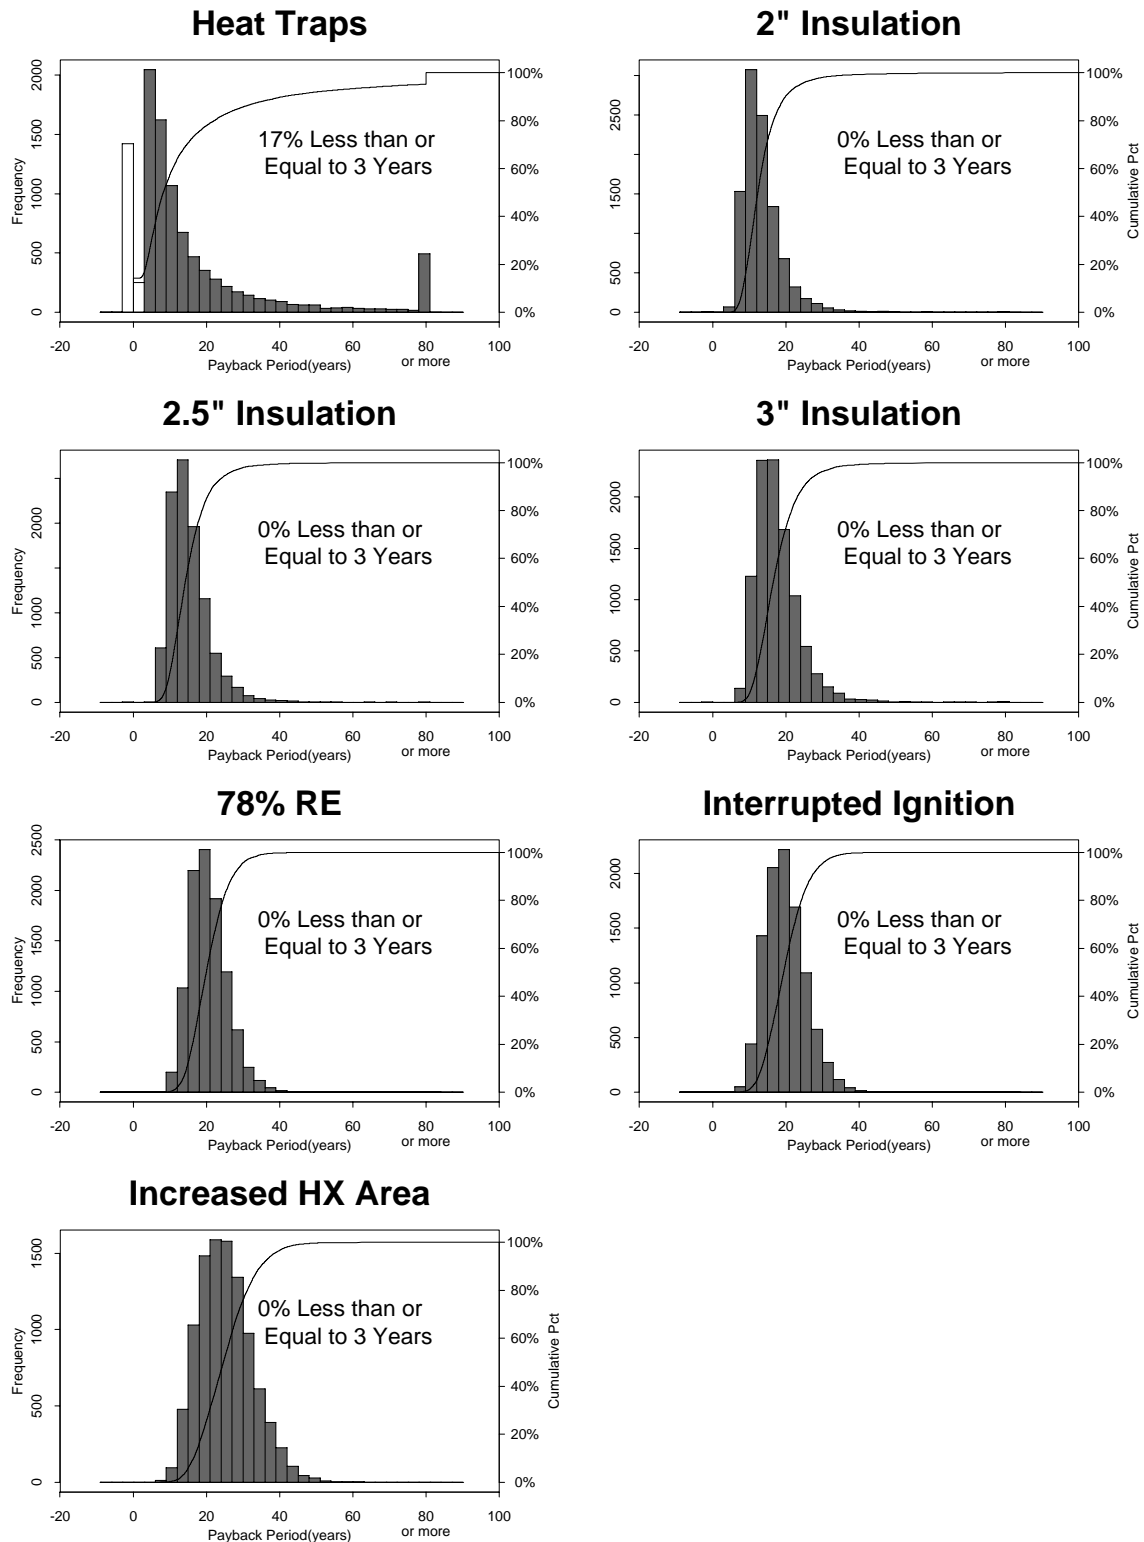 Heat Traps
2" Insulation
Frequency
0 500 1000 1500 2000
17% Less than or
Equal to 3 Years
0% 20% 40% 60% 80% 100%
-20 0 20 40 60 80 100
Payback Period(years)
or more
0 500 1500 2500
0% Less than or
Equal to 3 Years
0% 20% 40% 60% 80% 100%
Cumulative Pct
-20 0 20 40 60 80 100
Payback Period(years)
or more
2.5" Insulation
3" Insulation
Frequency
0 500 1000 2000
0% Less than or
Equal to 3 Years
0% 20% 40% 60% 80% 100%
-20 0 20 40 60 80 100
Payback Period(years)
or more
0 500 1000 1500 2000
0% Less than or
Equal to 3 Years
0% 20% 40% 60% 80% 100%
Cumulative Pct
-20 0 20 40 60 80 100
Payback Period(years)
or more
78% RE
Interrupted Ignition
Frequency
0 500 1000 1500 2000 2500
0% Less than or
Equal to 3 Years
0% 20% 40% 60% 80% 100%
-20 0 20 40 60 80 100
Payback Period(years)
or more
0 500 1000 1500 2000
0% Less than or
Equal to 3 Years
0% 20% 40% 60% 80% 100%
Cumulative Pct
-20 0 20 40 60 80 100
Payback Period(years)
or more
Increased HX Area
Frequency
0 500 1000 1500
0% Less than or
Equal to 3 Years
0% 20% 40% 60% 80% 100%
Cumulative Pct
-20 0 20 40 60 80 100
Payback Period(years)
or more